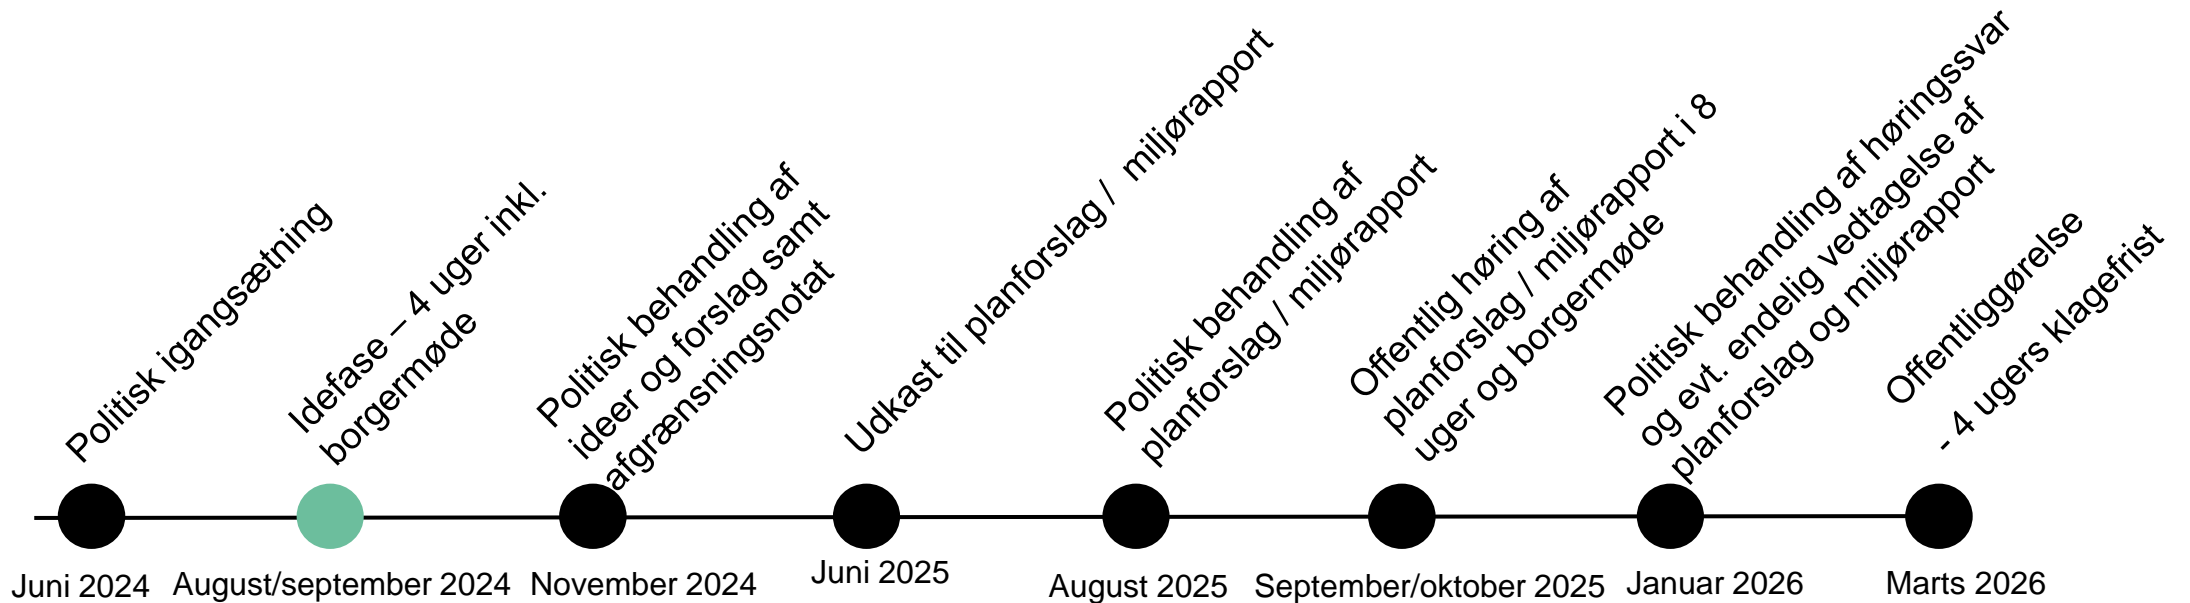 Politisk igangsætning
Idefase – 4 uger inkl.
borgermøde
Politisk behandling af
ideer og forslag samt
afgrænsningsnotat
Udkast til planforslag / miljørapport
Politisk behandling af
planforslag / miljørapport
Offentlig høring af
planforslag / miljørapport i 8
uger og borgermøde
Politisk behandling af høringssvar
og evt. endelig vedtagelse af
planforslag og miljørapport
Offentliggørelse
- 4 ugers klagefrist
Juni 2024
August/september 2024
November 2024
Juni 2025
August 2025
September/oktober 2025
Januar 2026
Marts 2026